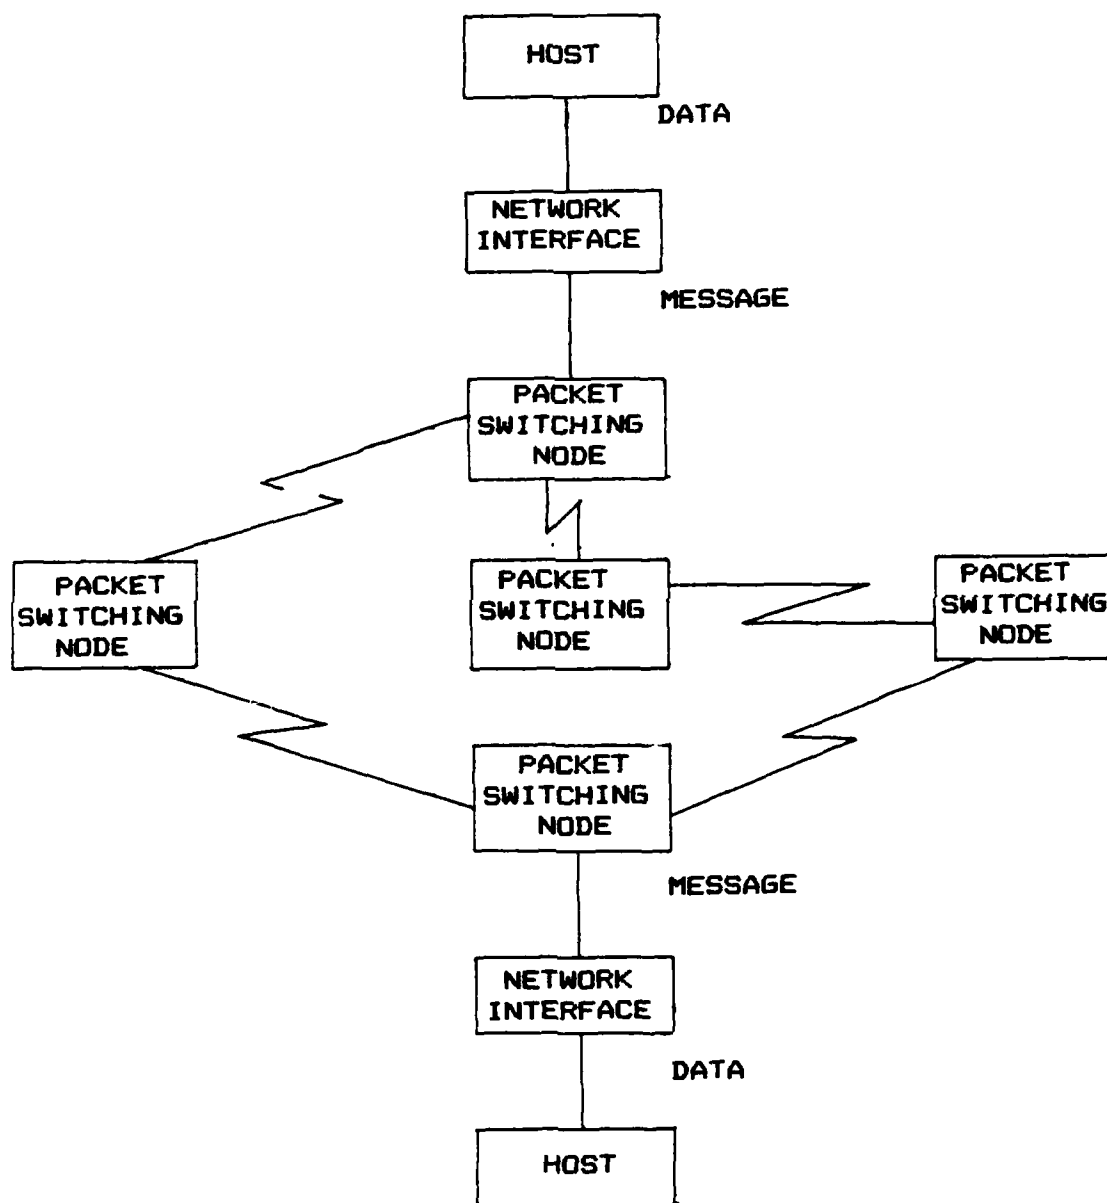 HOST
DATA
NETWORK
INTERFACE
MESSAGE
PACKET
SWITCHING
NODE
PACKET
SWITCHING
NODE
PACKET
SWITCHING
NODE
PACKET
SWITCHING
NODE
PACKET
SWITCHING
NODE
MESSAGE
NETWORK
INTERFACE
DATA
HOST